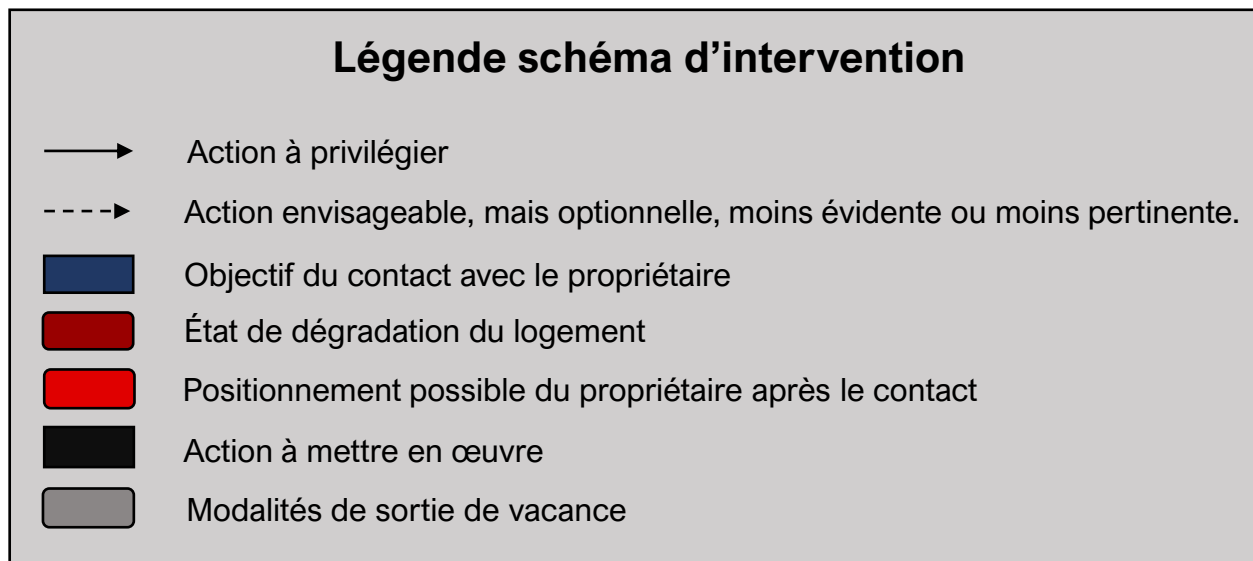 Légende schéma d’intervention
Action à privilégier
Action envisageable, mais optionnelle, moins évidente ou moins pertinente.
Objectif du contact avec le propriétaire
État de dégradation du logement
Positionnement possible du propriétaire après le contact
Action à mettre en œuvre
Modalités de sortie de vacance